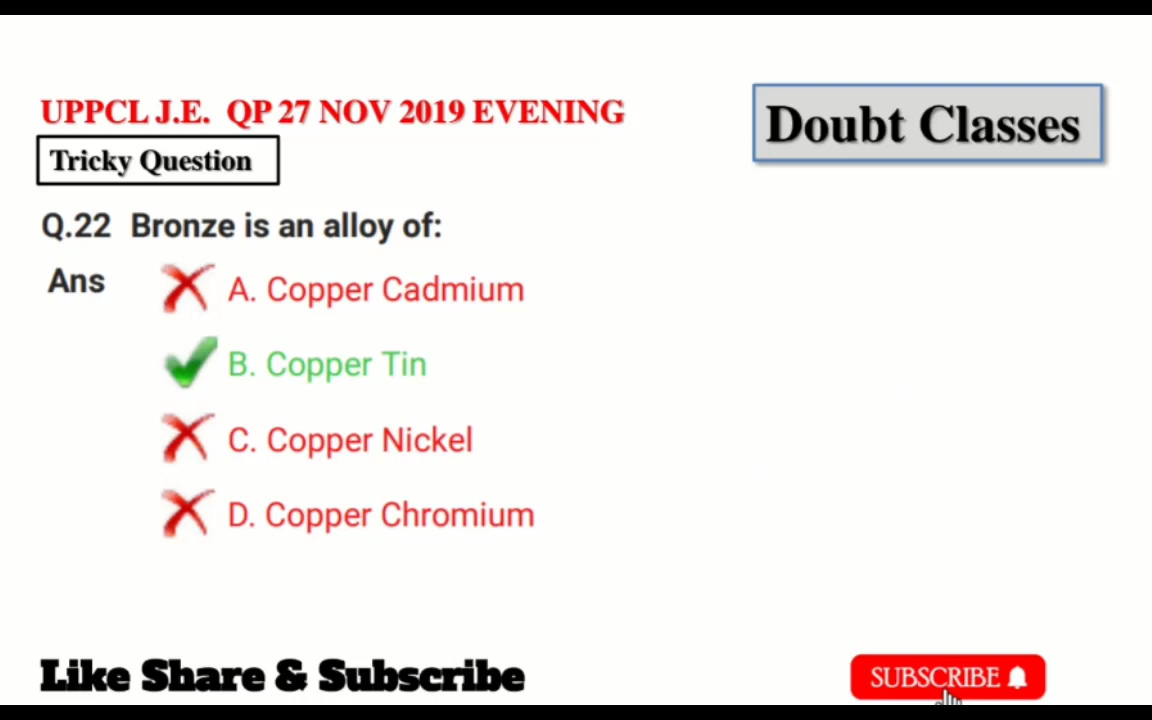 UPPCL J.E. QP 27 NOV 2019 EVENING
Doubt Classes
Tricky Question
Q.22 Bronze is an alloy of:
Ans
A. Copper Cadmium
B. Copper Tin
C. Copper Nickel
D. Copper Chromium
Like Share & Subscribe
SUBSCRIBE